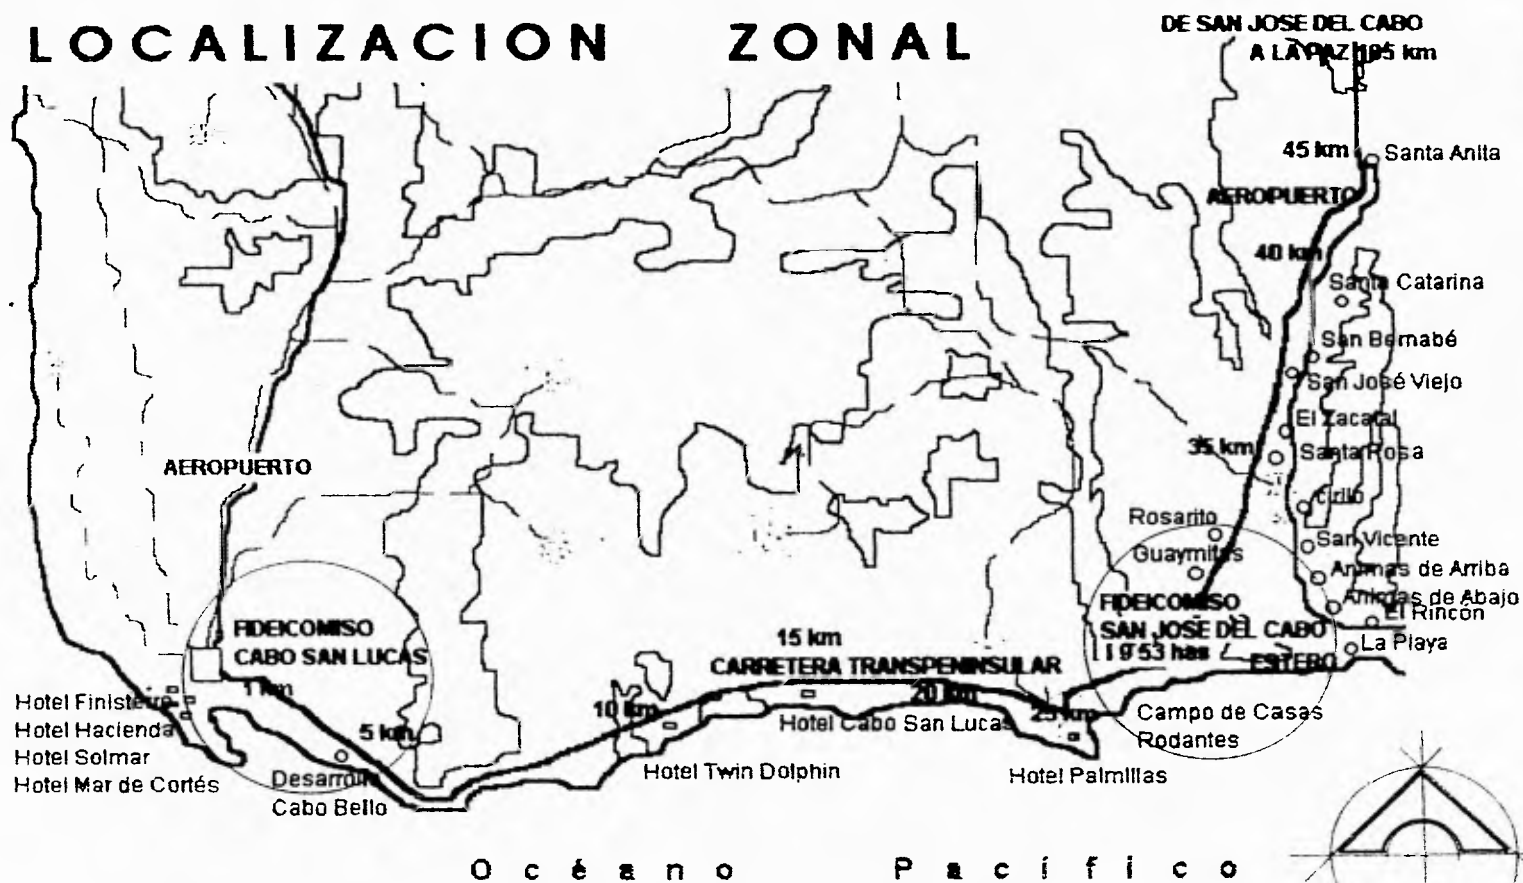 LOCALIZACION ZONAL
DE SAN JOSE DEL CABO
A LA PAZ 195 km
45 km
Santa Anita
AEROPUERTO
40 km
Santa Catarina
San Bernabé
San José Viejo
El Zacatal
35 km
Santa Rosa
AEROPUERTO
Rosarito
San Vicente
Guaymitas
Animas de Arriba
Animas de Abajo
El Rincón
La Playa
FIDEICOMISO
CABO SAN LUCAS
1 km
FIDEICOMISO
SAN JOSE DEL CABO
1 9 53 has
ESTERO
15 km
CARRETERA TRANSPENINSULAR
Hotel Finisterre
Hotel Hacienda
Hotel Solmar
Hotel Mar de Cortés
5 km
10 km
20 km
25 km
Hotel Cabo San Lucas
Campo de Casas
Rodantes
Desarrollo
Cabo Bello
Hotel Twin Dolphin
Hotel Palmillas
Océano Pacífico